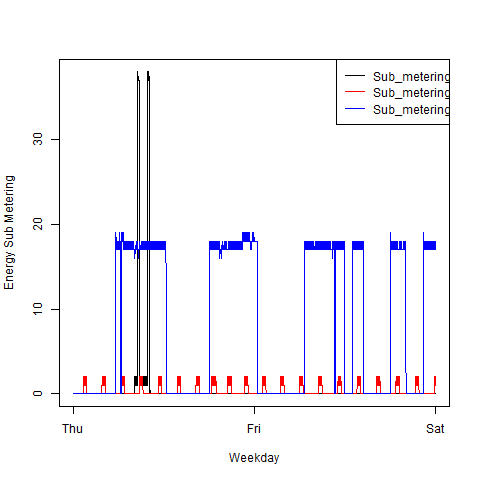 Sub_metering
Sub_metering
Sub_metering
Energy Sub Metering
30
20
10
0
Thu
Fri
Sat
Weekday